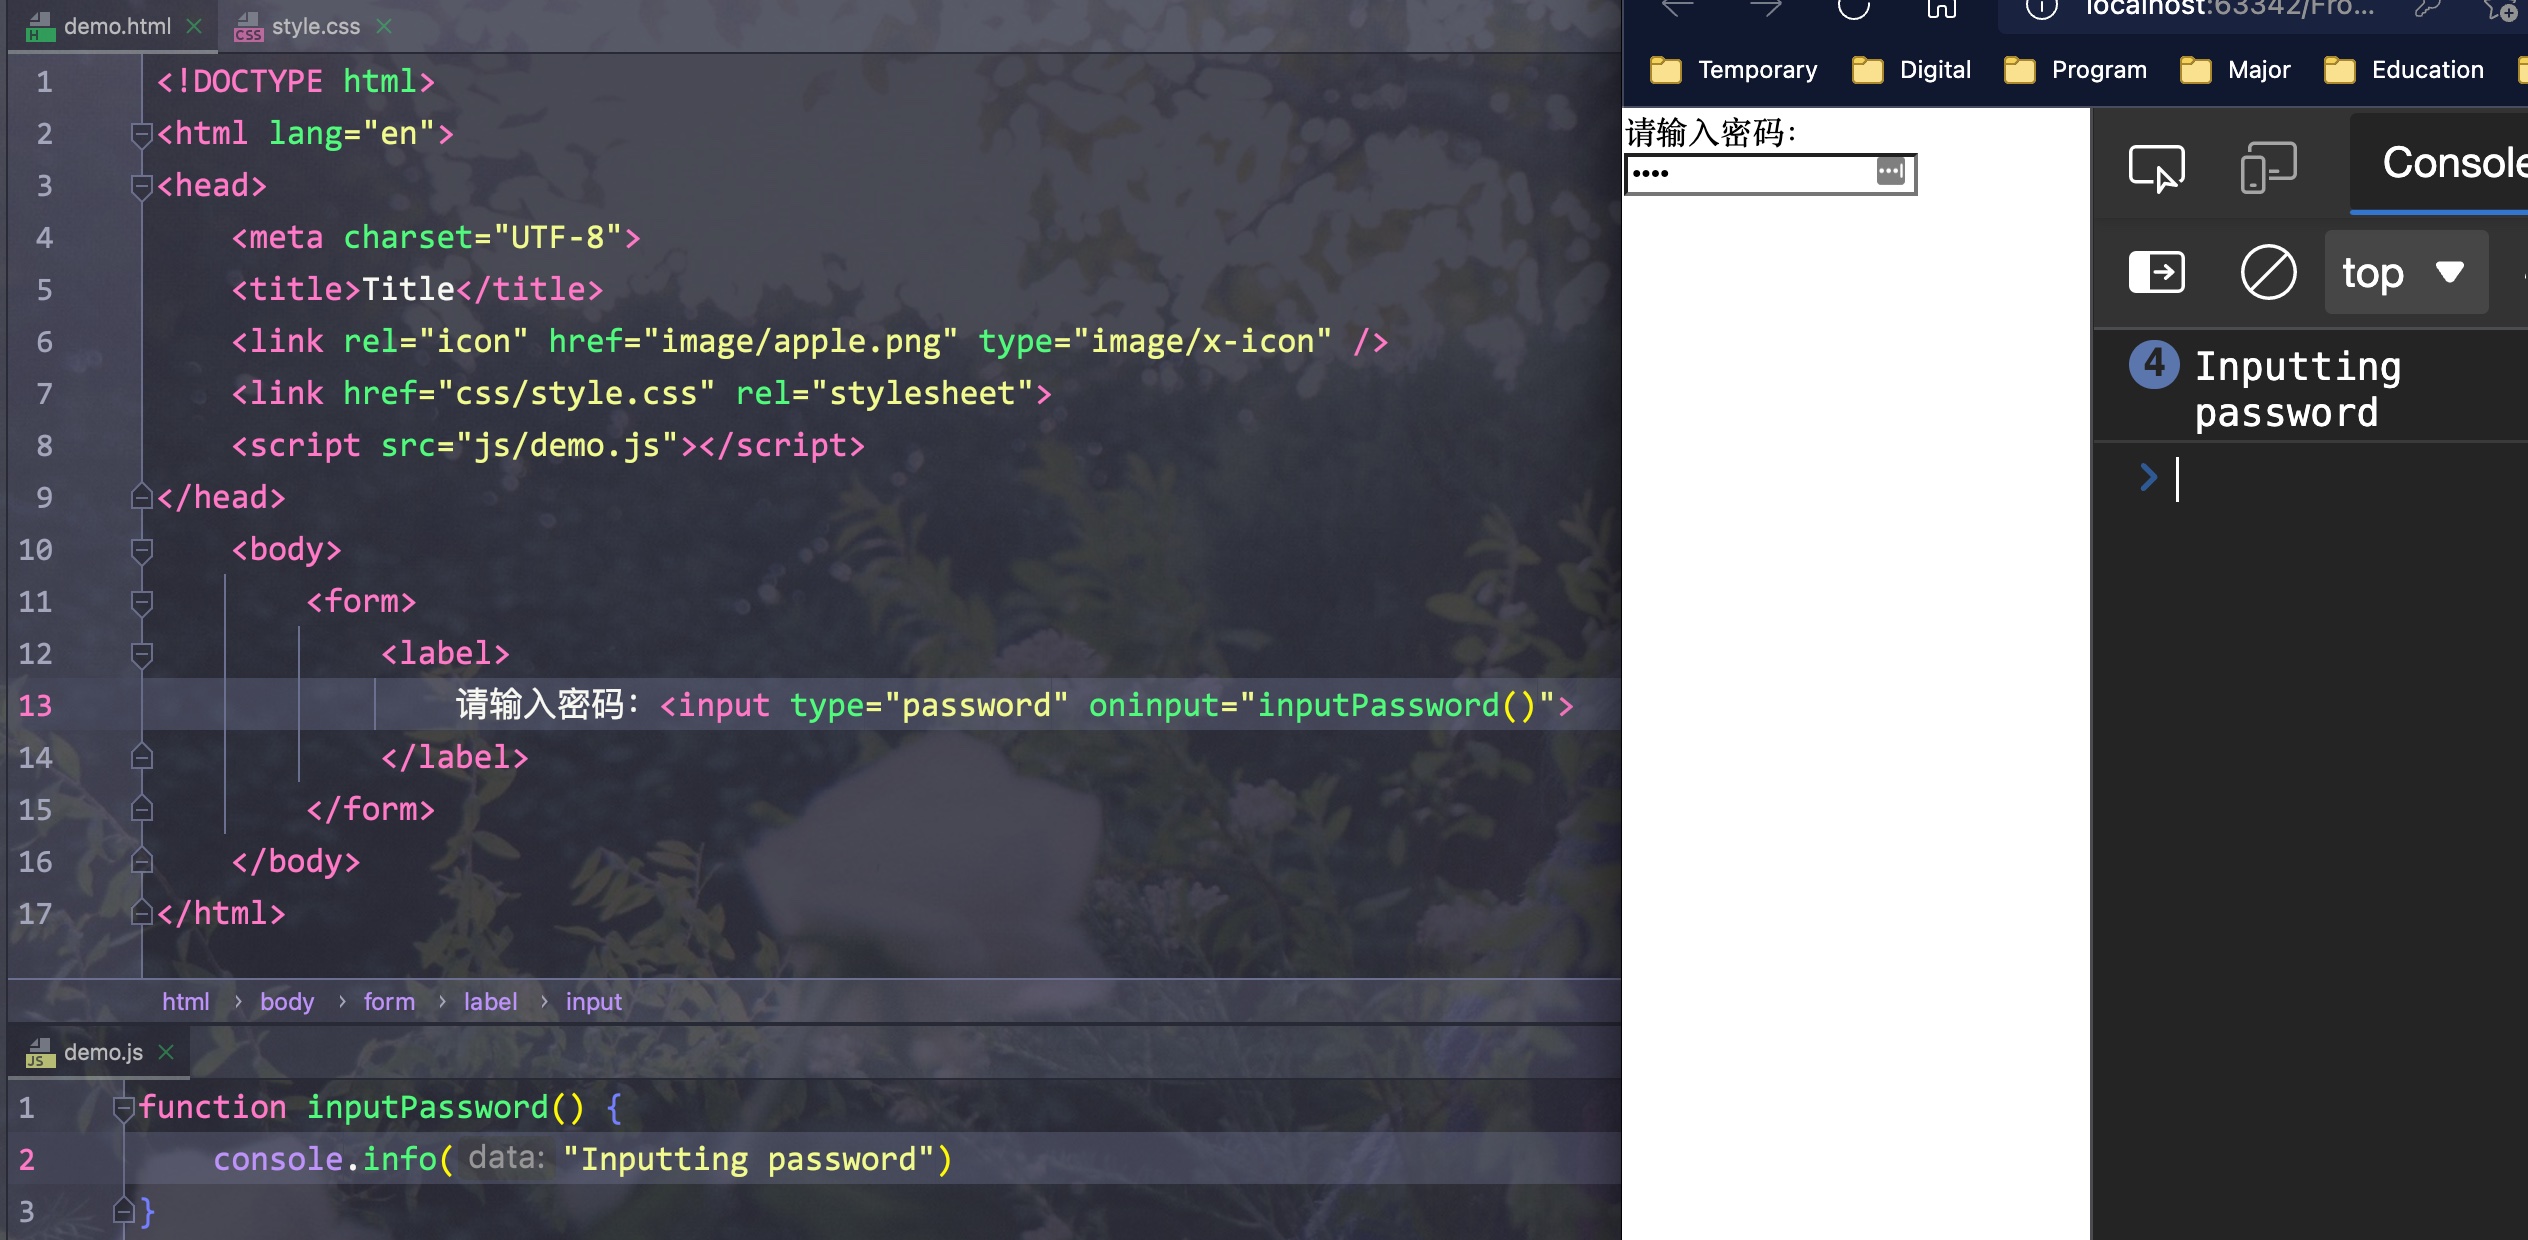 demo.html
style.css
1 <!DOCTYPE html>
2 <html lang="en">
3 <head>
4 <meta charset="UTF-8">
5 <title>Title</title>
6 <link rel="icon" href="image/apple.png" type="image/x-icon" />
7 <link href="css/style.css" rel="stylesheet">
8 <script src="js/demo.js"></script>
9 </head>
10 <body>
11 <form>
12 <label>
13 请输入密码：<input type="password" oninput="inputPassword()">
14 </label>
15 </form>
16 </body>
17 </html>
html › body › form › label › input
demo.js
1 function inputPassword() {
2 console.info( data: "Inputting password")
3 }
localhost:63342/Fro...
Temporary Digital Program Major Education
请输入密码：
••••
Console
top
4 Inputting
password